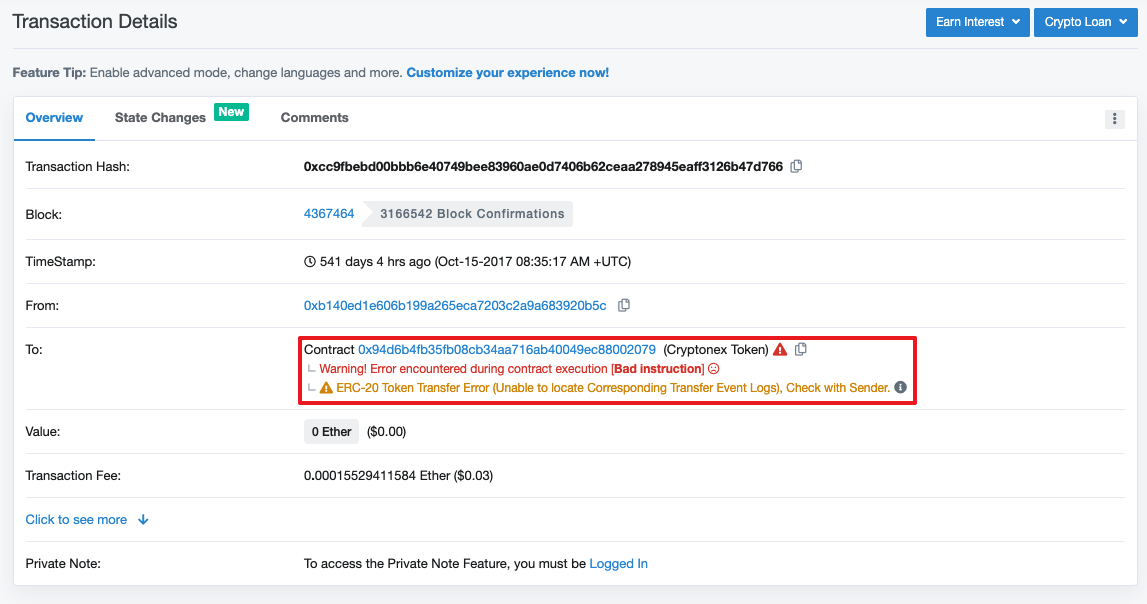 Transaction Details
Earn Interest
Crypto Loan
Feature Tip: Enable advanced mode, change languages and more. Customize your experience now!
Overview
State Changes
New
Comments
Transaction Hash:
0xcc9fbebd00bbb6e40749bee83960ae0d7406b62ceaa278945eaff3126b47d766
Block:
4367464
3166542 Block Confirmations
TimeStamp:
541 days 4 hrs ago (Oct-15-2017 08:35:17 AM +UTC)
From:
0xb140ed1e606b199a265eca7203c2a9a683920b5c
To:
Contract 0x94d6b4fb35fb08cb34aa716ab40049ec88002079 (Cryptonex Token)
Warning! Error encountered during contract execution [Bad instruction]
ERC-20 Token Transfer Error (Unable to locate Corresponding Transfer Event Logs), Check with Sender.
Value:
0 Ether ($0.00)
Transaction Fee:
0.00015529411584 Ether ($0.03)
Click to see more
Private Note:
To access the Private Note Feature, you must be Logged In